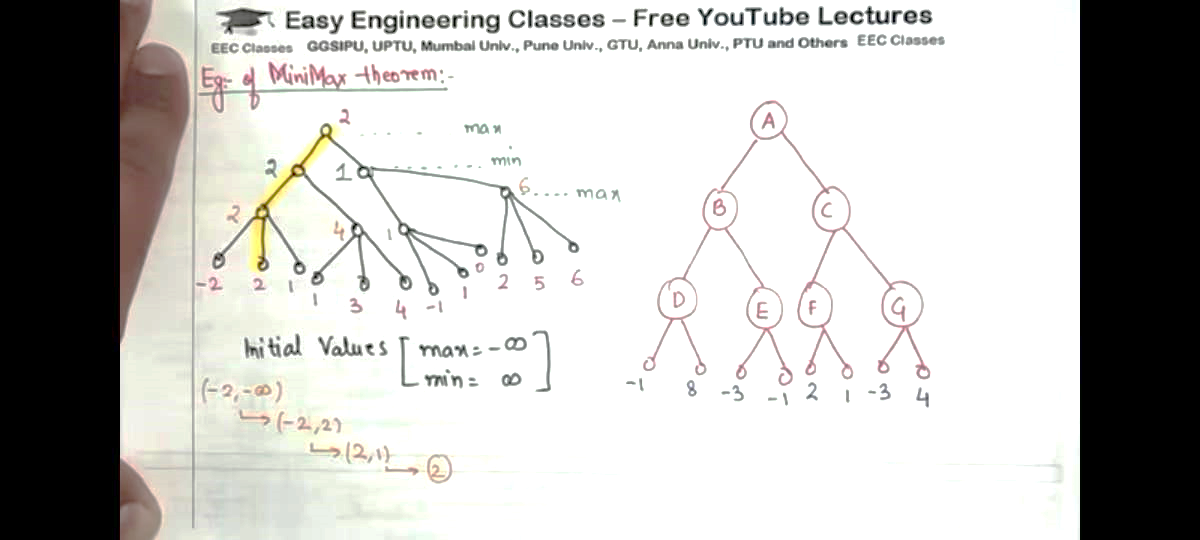 Easy Engineering Classes – Free YouTube Lectures
EEC Classes GGSIPU, UPTU, Mumbai Univ., Pune Univ., GTU, Anna Univ., PTU and Others EEC Classes
Eg:- of MiniMax theorem:-
2 .... max
2 1 ........ min
2 4 1 6.... max
-2 2 1 1 3 4 -1 1 0 2 5 6
Initial Values [max = -∞
min = ∞]
(-2, -∞)
↳ (-2, 2)
↳ (2, 1) → 2
A
B C
D E F G
-1 8 -3 -1 2 1 -3 4